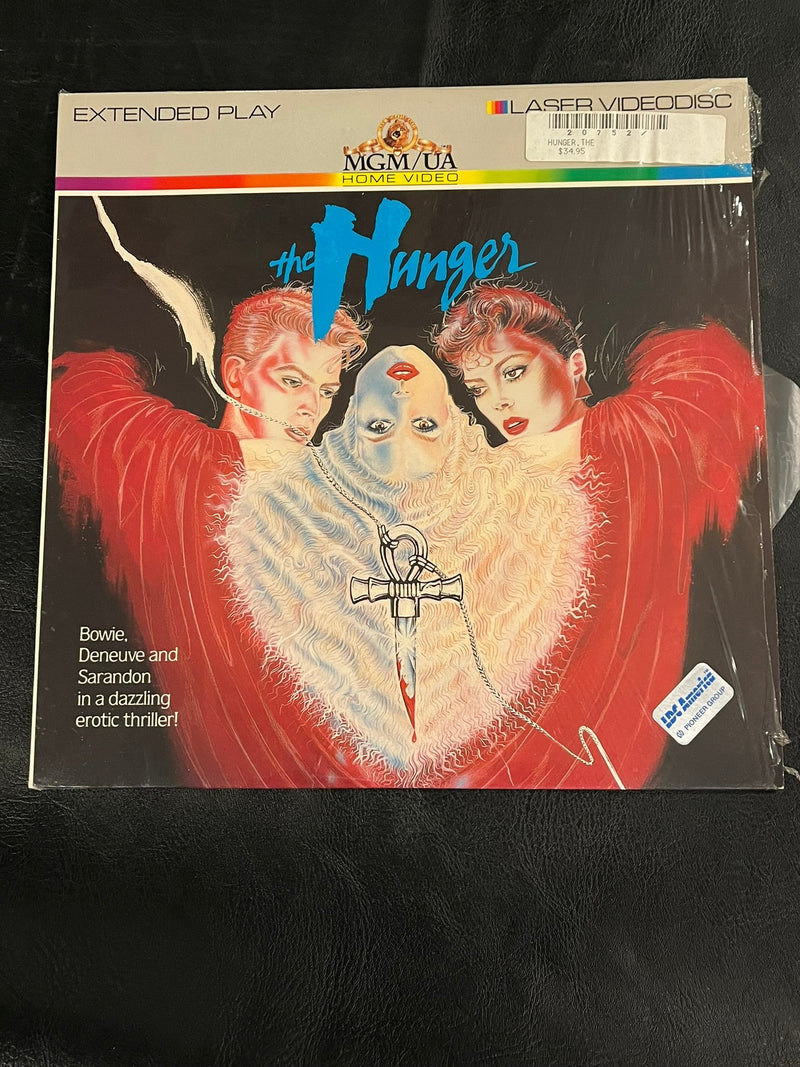 EXTENDED PLAY
LASER VIDEODISC
20752
HUNGER,THE
$34.95
MGM/UA
HOME VIDEO
the Hunger
Bowie,
Deneuve and
Sarandon
in a dazzling
erotic thriller!
LDC America
PIONEER GROUP